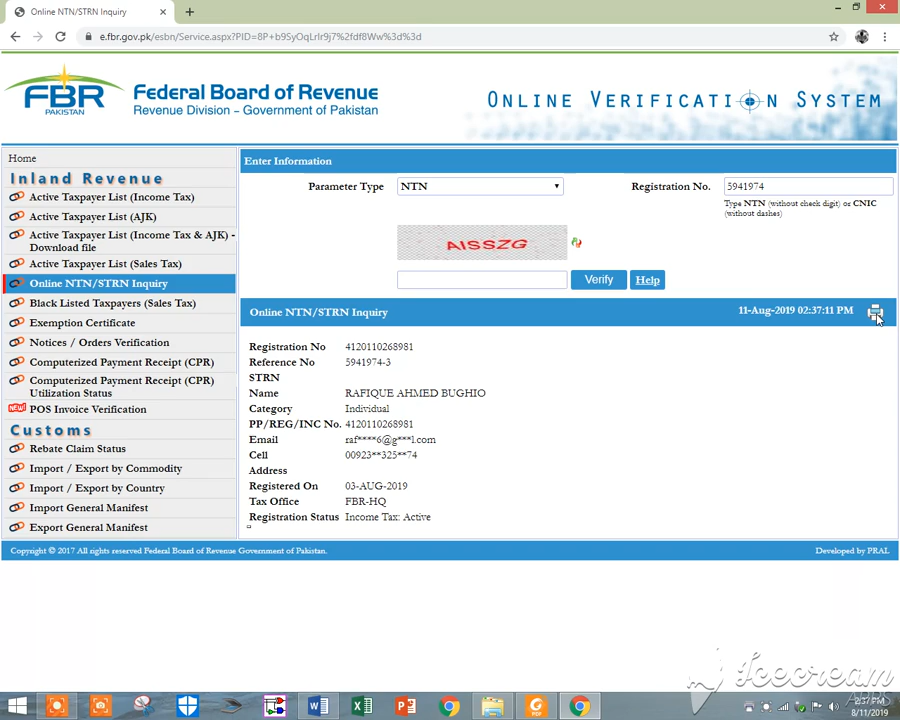 Online NTN/STRN Inquiry
e.fbr.gov.pk/esbn/Service.aspx?PID=8P+b9SyOqLrlr9j7%2fdf8Ww%3d%3d
FBR
PAKISTAN
Federal Board of Revenue
Revenue Division - Government of Pakistan
ONLINE VERIFICATION SYSTEM
Home
Inland Revenue
Active Taxpayer List (Income Tax)
Active Taxpayer List (AJK)
Active Taxpayer List (Income Tax & AJK) -
Download file
Active Taxpayer List (Sales Tax)
Online NTN/STRN Inquiry
Black Listed Taxpayers (Sales Tax)
Exemption Certificate
Notices / Orders Verification
Computerized Payment Receipt (CPR)
Computerized Payment Receipt (CPR)
Utilization Status
NEW! POS Invoice Verification
Customs
Rebate Claim Status
Import / Export by Commodity
Import / Export by Country
Import General Manifest
Export General Manifest
Enter Information
Parameter Type NTN
Registration No. 5941974
Type NTN (without check digit) or CNIC
(without dashes)
AISSZG
Verify Help
Online NTN/STRN Inquiry 11-Aug-2019 02:37:11 PM
Registration No 4120110268981
Reference No 5941974-3
STRN
Name RAFIQUE AHMED BUGHIO
Category Individual
PP/REG/INC No. 4120110268981
Email raf****6@g***l.com
Cell 00923**325**74
Address
Registered On 03-AUG-2019
Tax Office FBR-HQ
Registration Status Income Tax: Active
Copyright © 2017 All rights reserved Federal Board of Revenue Government of Pakistan. Developed by PRAL
Icecream
APPS
2:37 PM
8/11/2019